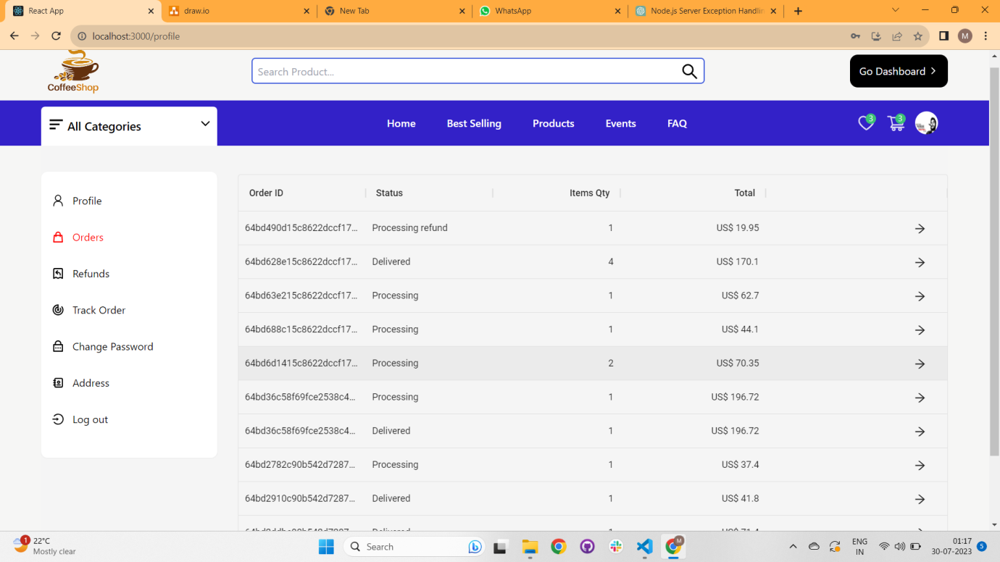 React App
draw.io
New Tab
WhatsApp
Node.js Server Exception Handlin
localhost:3000/profile
M
CoffeeShop
Search Product...
Go Dashboard
All Categories
Home
Best Selling
Products
Events
FAQ
3
3
Profile
Orders
Refunds
Track Order
Change Password
Address
Log out
Order ID Status Items Qty Total
64bd490d15c8622dccf17... Processing refund 1 US$ 19.95
64bd628e15c8622dccf17... Delivered 4 US$ 170.1
64bd63e215c8622dccf17... Processing 1 US$ 62.7
64bd688c15c8622dccf17... Processing 1 US$ 44.1
64bd6d1415c8622dccf17... Processing 2 US$ 70.35
64bd36c58f69fce2538c4... Processing 1 US$ 196.72
64bd36c58f69fce2538c4... Delivered 1 US$ 196.72
64bd2782c90b542d7287... Processing 1 US$ 37.4
64bd2910c90b542d7287... Delivered 1 US$ 41.8
1
22°C
Mostly clear
Search
M
ENG
IN
01:17
30-07-2023
5